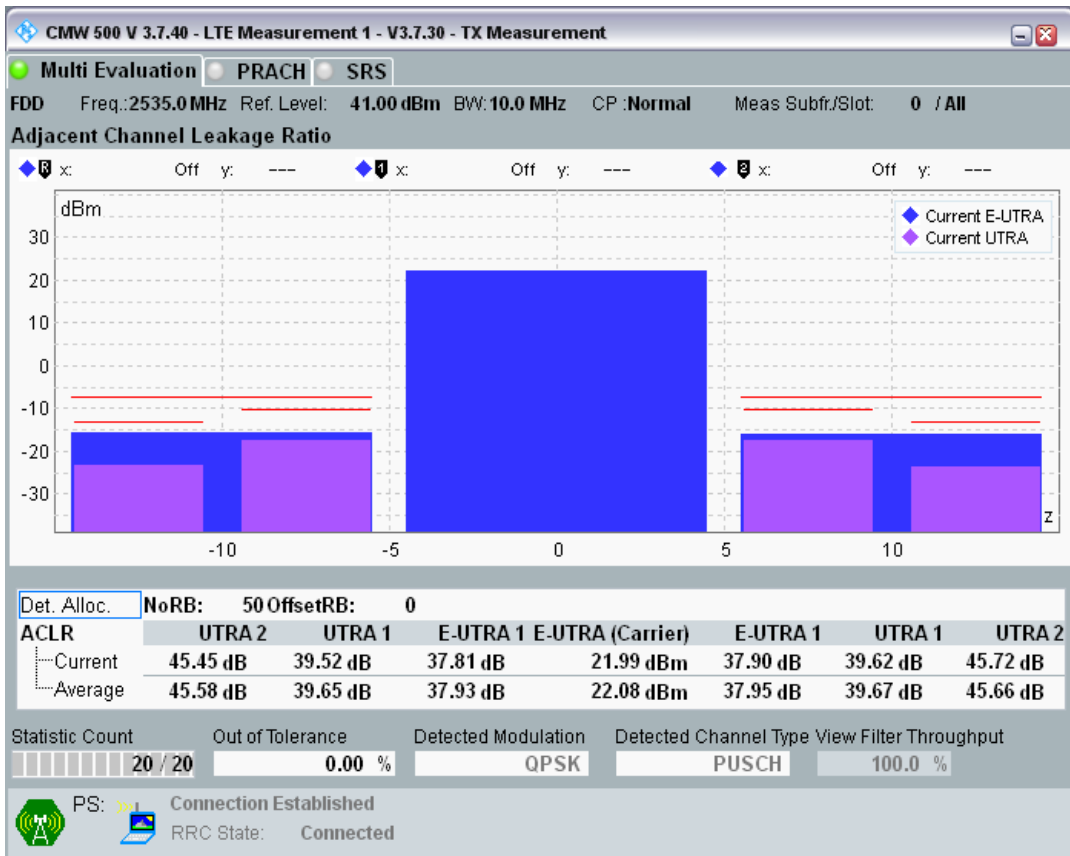 CMW 500 V 3.7.40 - LTE Measurement 1 - V3.7.30 - TX Measurement
Multi Evaluation PRACH SRS
FDD Freq.:2535.0 MHz Ref. Level: 41.00 dBm BW:10.0 MHz CP :Normal Meas Subfr./Slot: 0 / All
Adjacent Channel Leakage Ratio
R x: Off y: --- 1 x: Off y: --- 2 x: Off y: ---
dBm
Current E-UTRA
Current UTRA
30
20
10
0
-10
-20
-30
z
-10 -5 0 5 10
Det. Alloc. NoRB: 50 OffsetRB: 0
ACLR UTRA 2 UTRA 1 E-UTRA 1 E-UTRA (Carrier) E-UTRA 1 UTRA 1 UTRA 2
Current 45.45 dB 39.52 dB 37.81 dB 21.99 dBm 37.90 dB 39.62 dB 45.72 dB
Average 45.58 dB 39.65 dB 37.93 dB 22.08 dBm 37.95 dB 39.67 dB 45.66 dB
Statistic Count Out of Tolerance Detected Modulation Detected Channel Type View Filter Throughput
20 / 20 0.00 % QPSK PUSCH 100.0 %
PS: Connection Established
RRC State: Connected